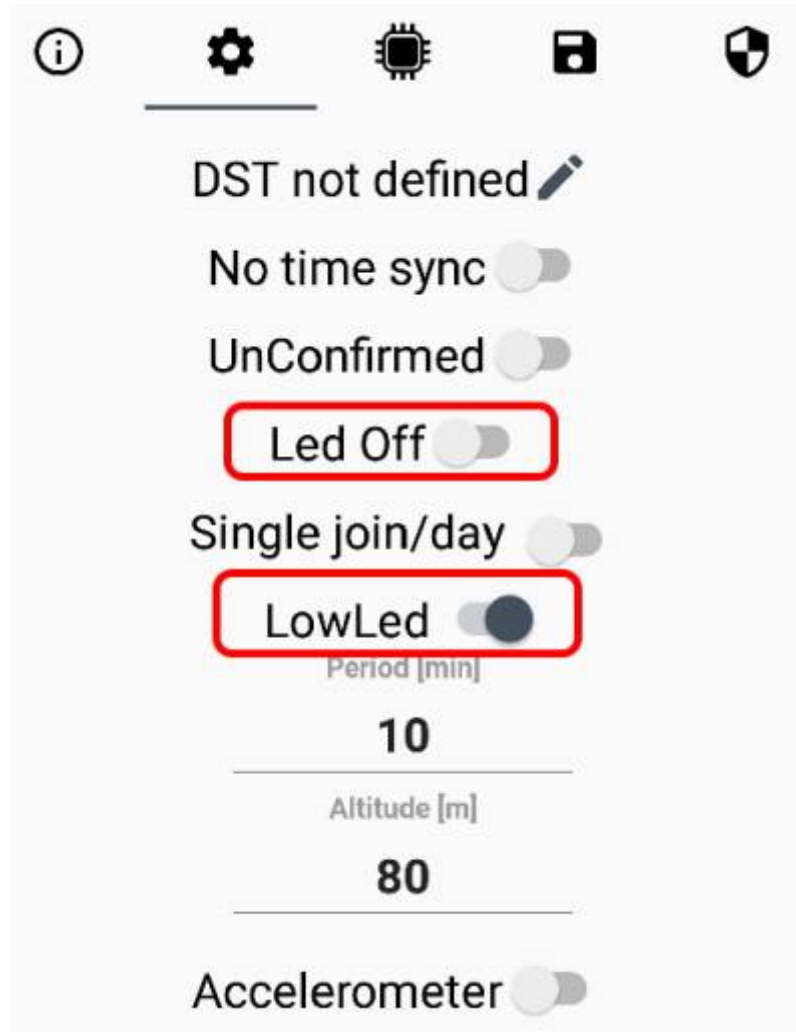 DST not defined
No time sync
UnConfirmed
Led Off
Single join/day
LowLed
Period [min]
10
Altitude [m]
80
Accelerometer